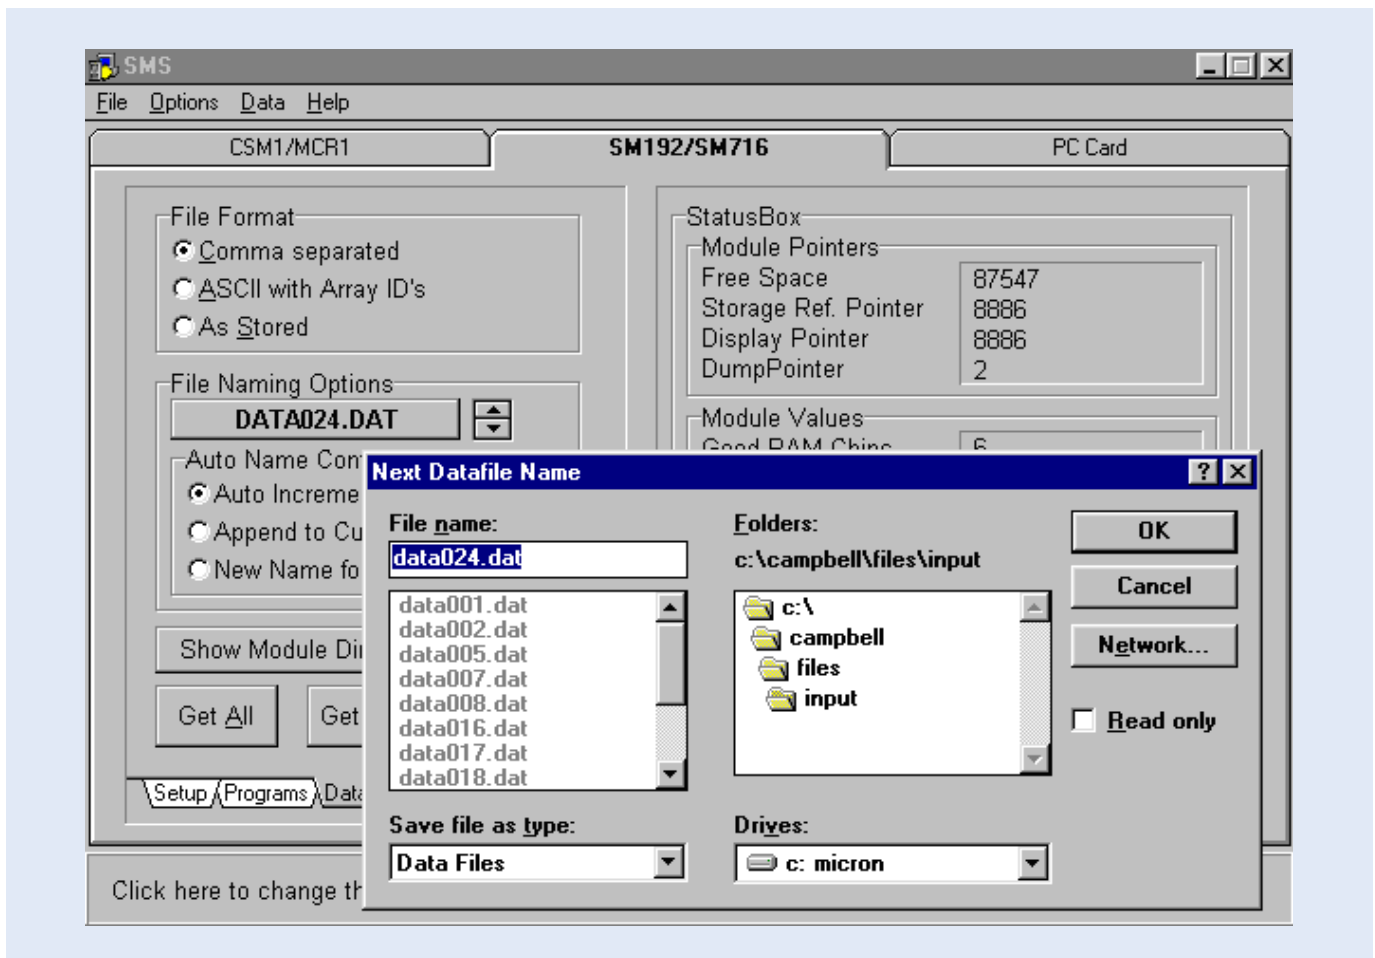 SMS
File Options Data Help
CSM1/MCR1 SM192/SM716 PC Card
File Format
Comma separated
ASCII with Array ID's
As Stored
File Naming Options
DATA024.DAT
Auto Name Con
Auto Increme
Append to Cu
New Name fo
Show Module Di
Get All Get
Setup Programs Data
Click here to change th
StatusBox
Module Pointers
Free Space 87547
Storage Ref. Pointer 8886
Display Pointer 8886
DumpPointer 2
Module Values
Good RAM Chips 6
Next Datafile Name
File name:
data024.dat
data001.dat
data002.dat
data005.dat
data007.dat
data008.dat
data016.dat
data017.dat
data018.dat
Save file as type:
Data Files
Folders:
c:\campbell\files\input
c:\
campbell
files
input
Drives:
c: micron
OK
Cancel
Network...
Read only